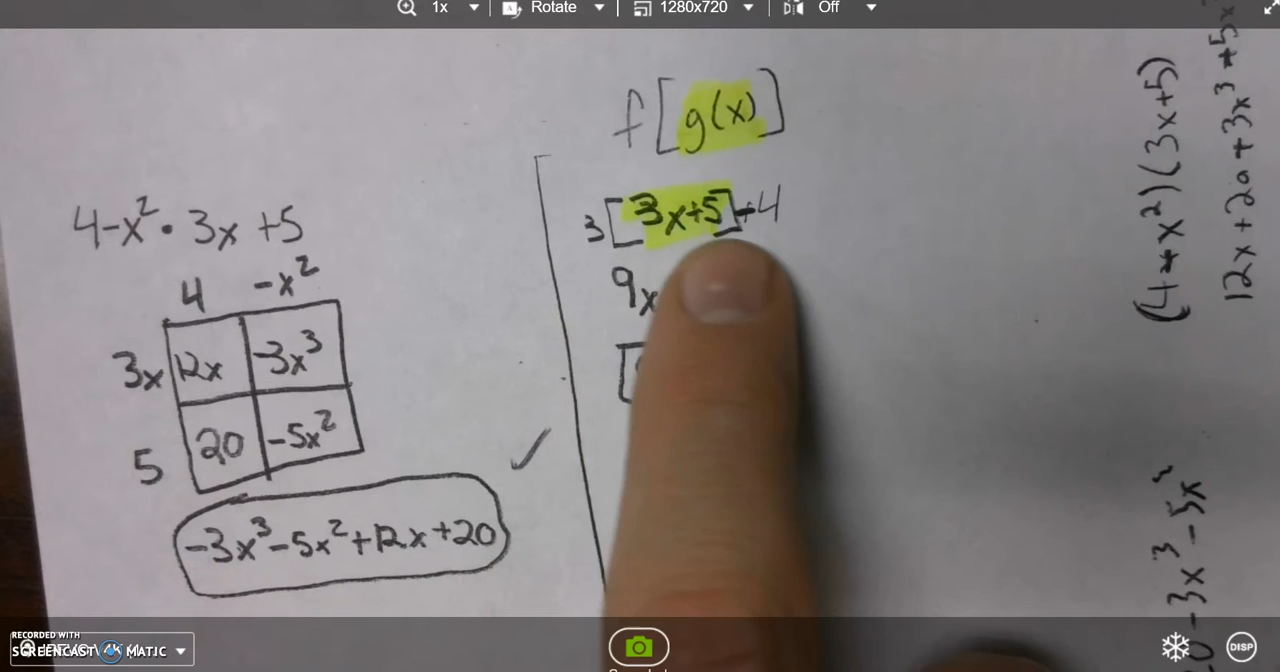 1x Rotate 1280x720 Off
f[g(x)]
3[3x+5]+4
9x
[
4-x²• 3x +5
4 -x²
3x 12x -3x³
5 20 -5x²
✓
-3x³-5x²+12x+20
(4+x²)(3x+5)
12x+20+3x³+5x
-3x³-5x²
RECORDED WITH
SCREENCAST MATIC
DISP